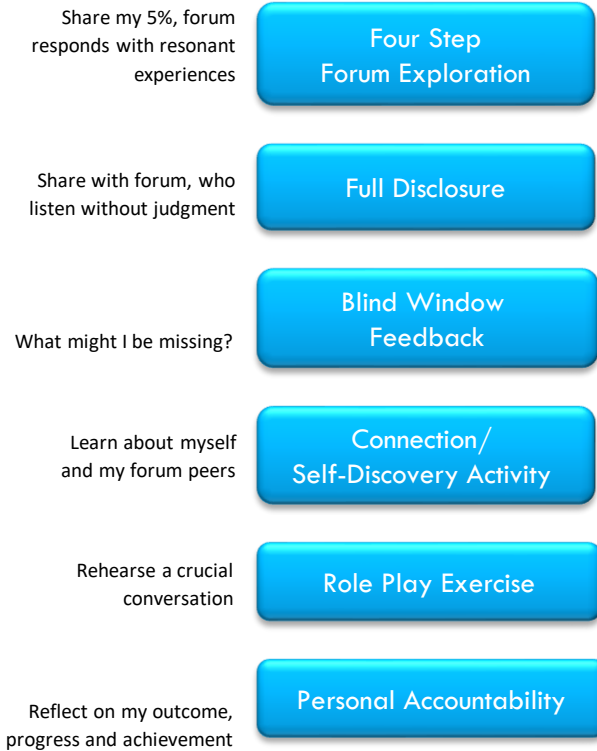 Share my 5%, forum
responds with resonant
experiences
Four Step
Forum Exploration
Share with forum, who
listen without judgment
Full Disclosure
What might I be missing?
Blind Window
Feedback
Learn about myself
and my forum peers
Connection/
Self-Discovery Activity
Rehearse a crucial
conversation
Role Play Exercise
Reflect on my outcome,
progress and achievement
Personal Accountability